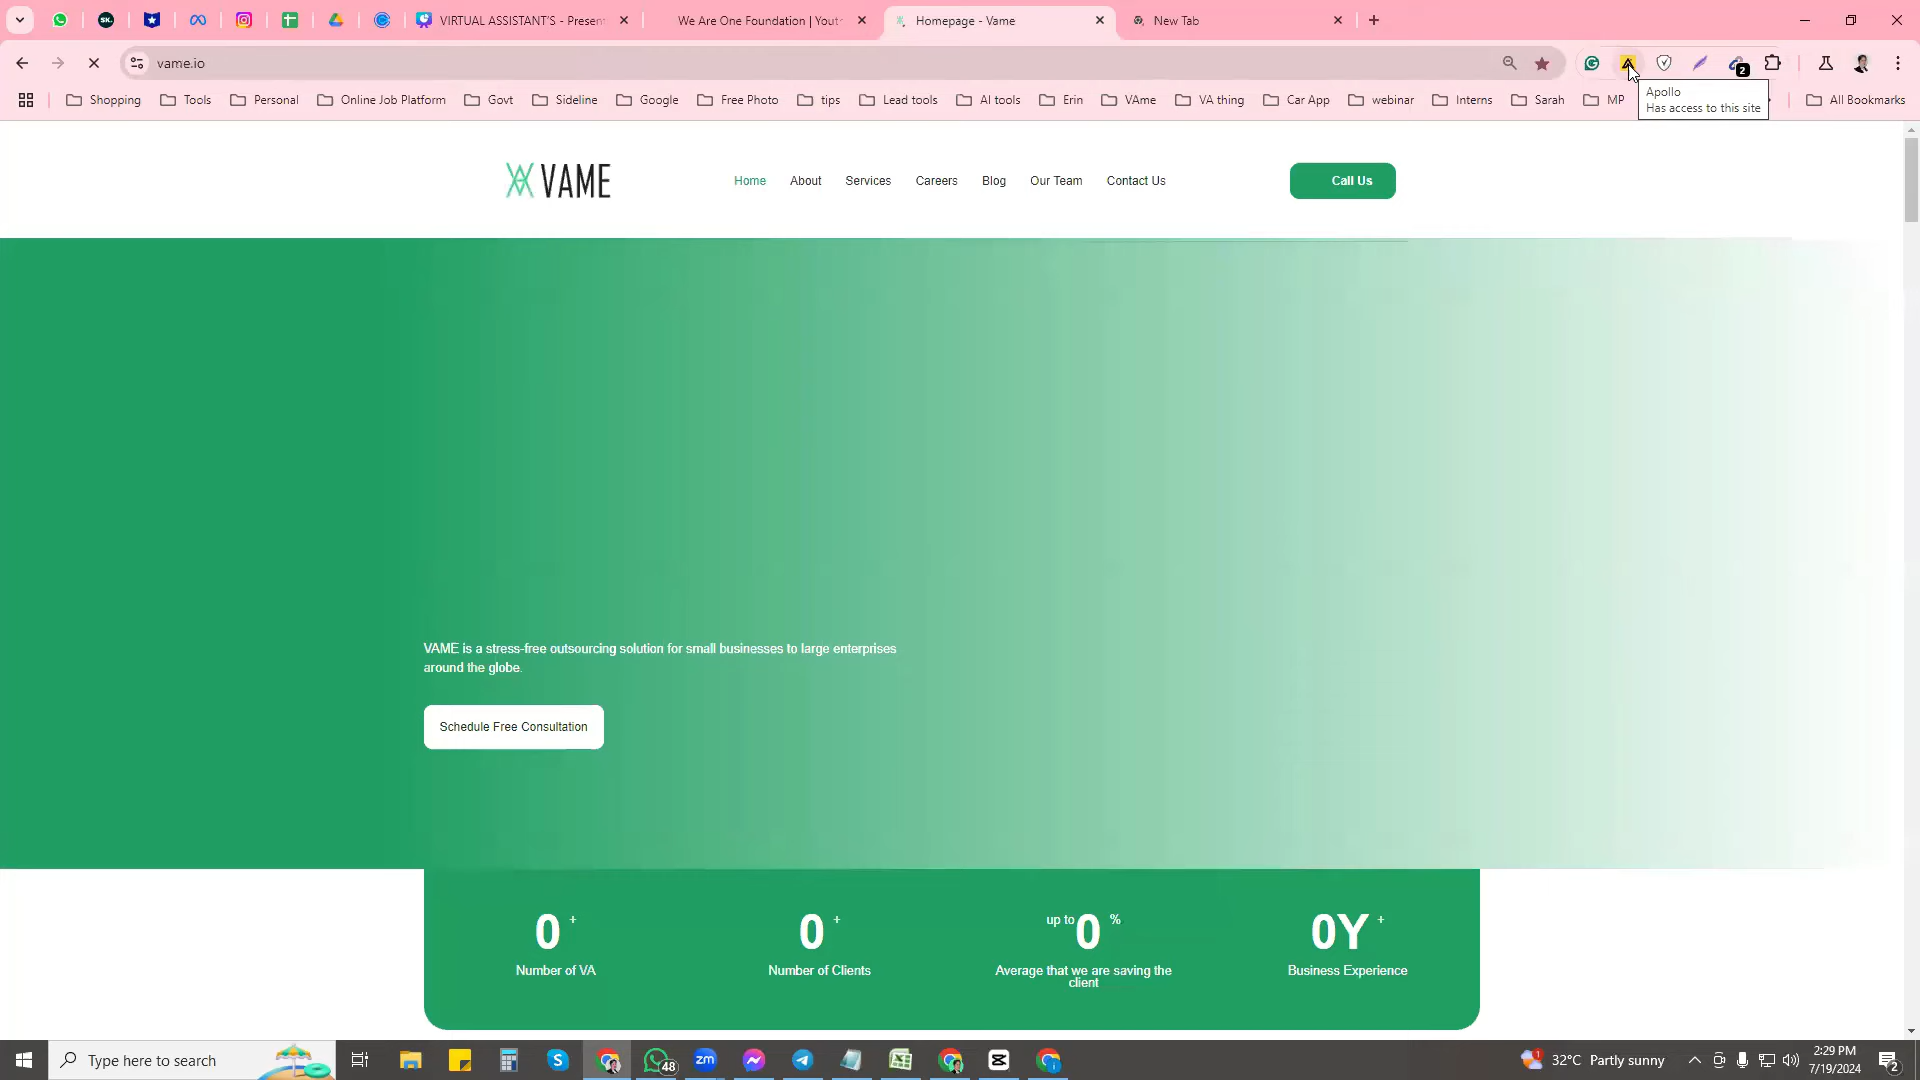 VIRTUAL ASSISTANT'S - Present
We Are One Foundation | Yout
Homepage - Vame
New Tab
vame.io
2
Shopping
Tools
Personal
Online Job Platform
Govt
Sideline
Google
Free Photo
tips
Lead tools
AI tools
Erin
VAme
VA thing
Car App
webinar
Interns
Sarah
MP
All Bookmarks
Apollo
Has access to this site
VAME
Home
About
Services
Careers
Blog
Our Team
Contact Us
Call Us
VAME is a stress-free outsourcing solution for small businesses to large enterprises
around the globe.
Schedule Free Consultation
0 +
Number of VA
0 +
Number of Clients
up to 0 %
Average that we are saving the
client
0Y +
Business Experience
Type here to search
48
1
32°C Partly sunny
2:29 PM
7/19/2024
2